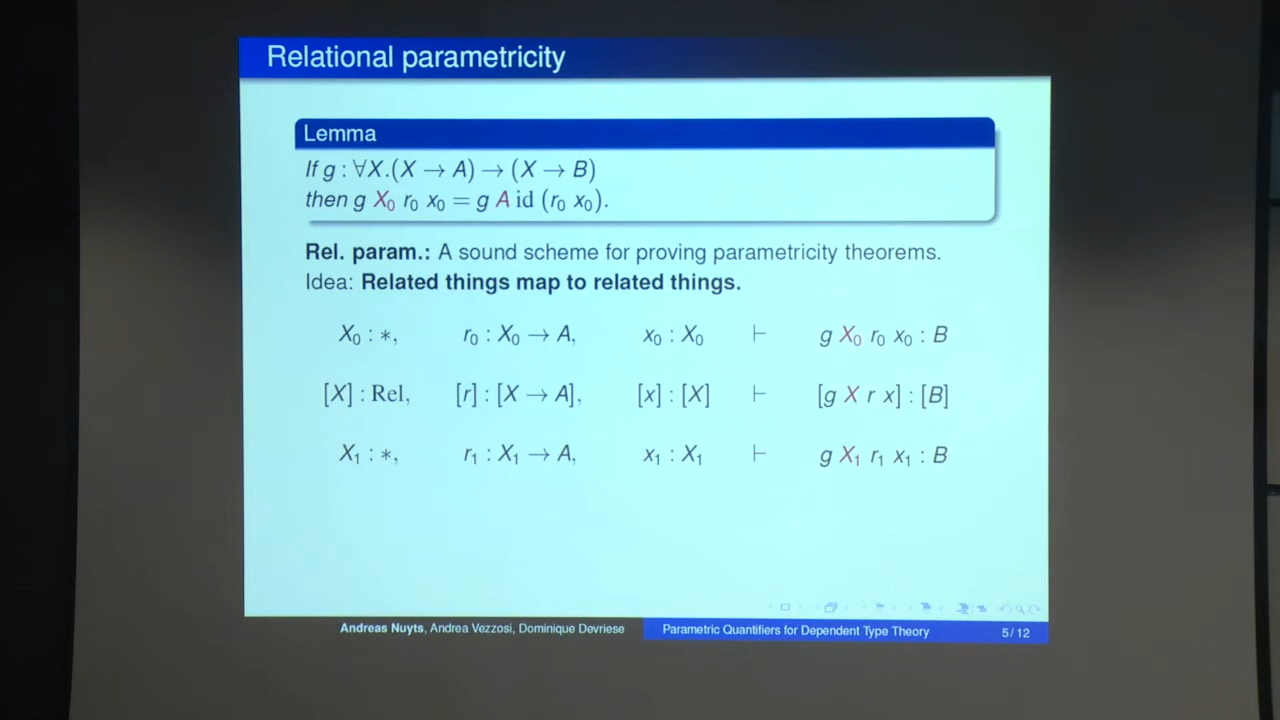 Relational parametricity
Lemma
If g : ∀X.(X → A) → (X → B)
then g X₀ r₀ x₀ = g A id (r₀ x₀).
Rel. param.: A sound scheme for proving parametricity theorems.
Idea: Related things map to related things.
X₀ : ∗, r₀ : X₀ → A, x₀ : X₀ ⊢ g X₀ r₀ x₀ : B
[X] : Rel, [r] : [X → A], [x] : [X] ⊢ [g X r x] : [B]
X₁ : ∗, r₁ : X₁ → A, x₁ : X₁ ⊢ g X₁ r₁ x₁ : B
Andreas Nuyts, Andrea Vezzosi, Dominique Devriese Parametric Quantifiers for Dependent Type Theory 5 / 12